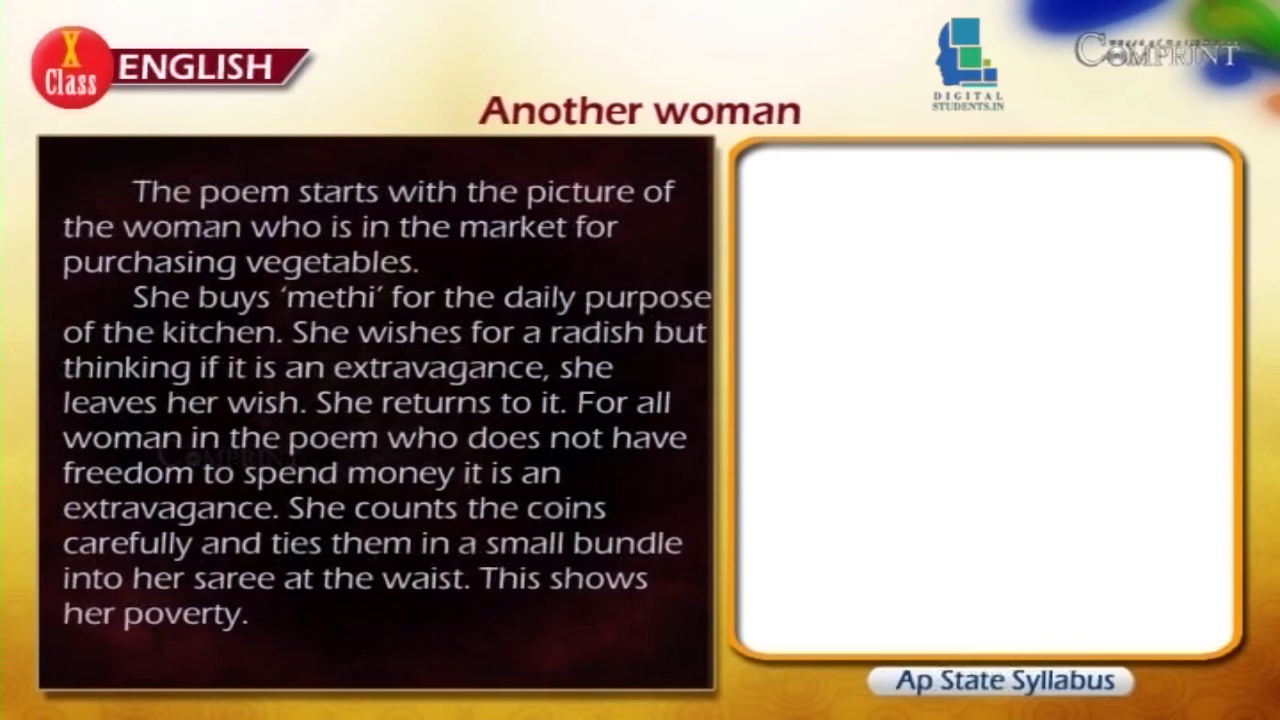 X
Class
ENGLISH
DIGITAL
STUDENTS.IN
COMPRINT
Another woman
The poem starts with the picture of
the woman who is in the market for
purchasing vegetables.
She buys ‘methi’ for the daily purpose
of the kitchen. She wishes for a radish but
thinking if it is an extravagance, she
leaves her wish. She returns to it. For all
woman in the poem who does not have
freedom to spend money it is an
extravagance. She counts the coins
carefully and ties them in a small bundle
into her saree at the waist. This shows
her poverty.
Ap State Syllabus